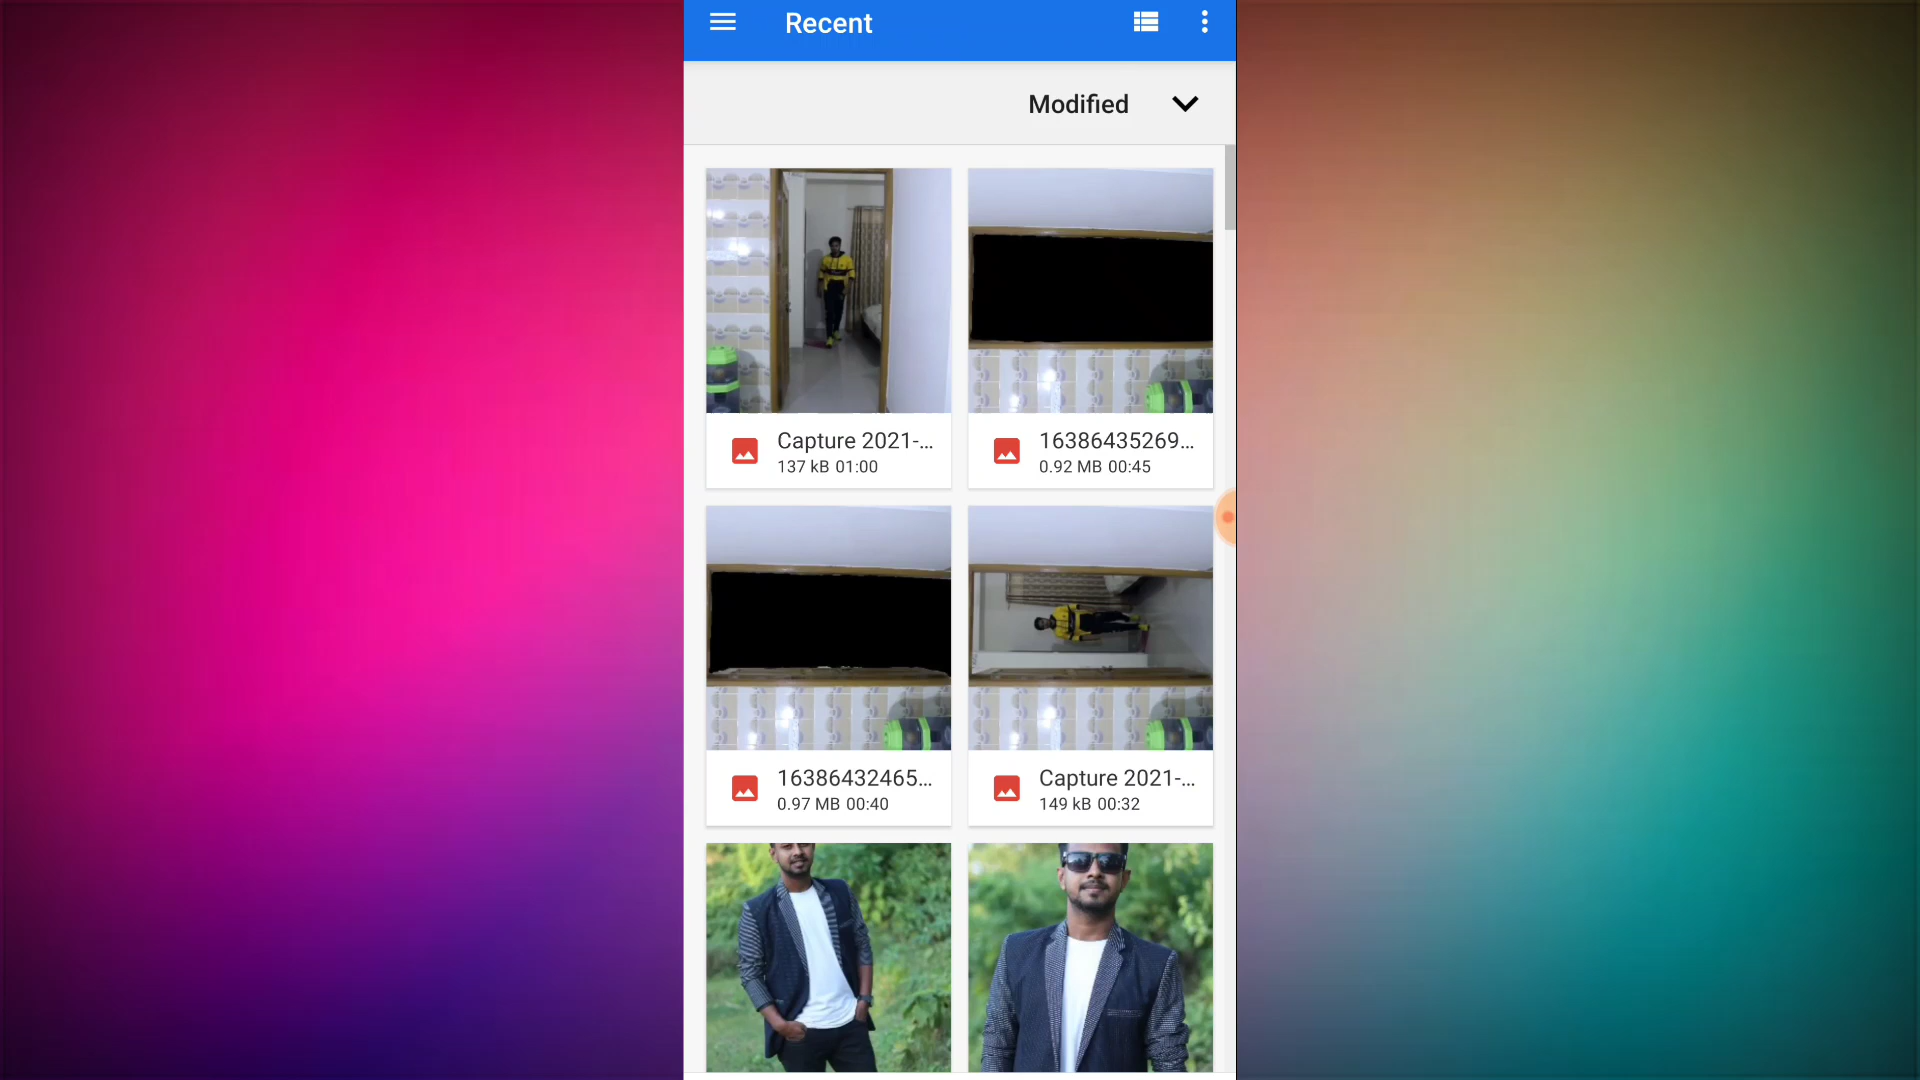 Recent
Modified
Capture 2021-...
137 kB 01:00
16386435269...
0.92 MB 00:45
16386432465...
0.97 MB 00:40
Capture 2021-...
149 kB 00:32